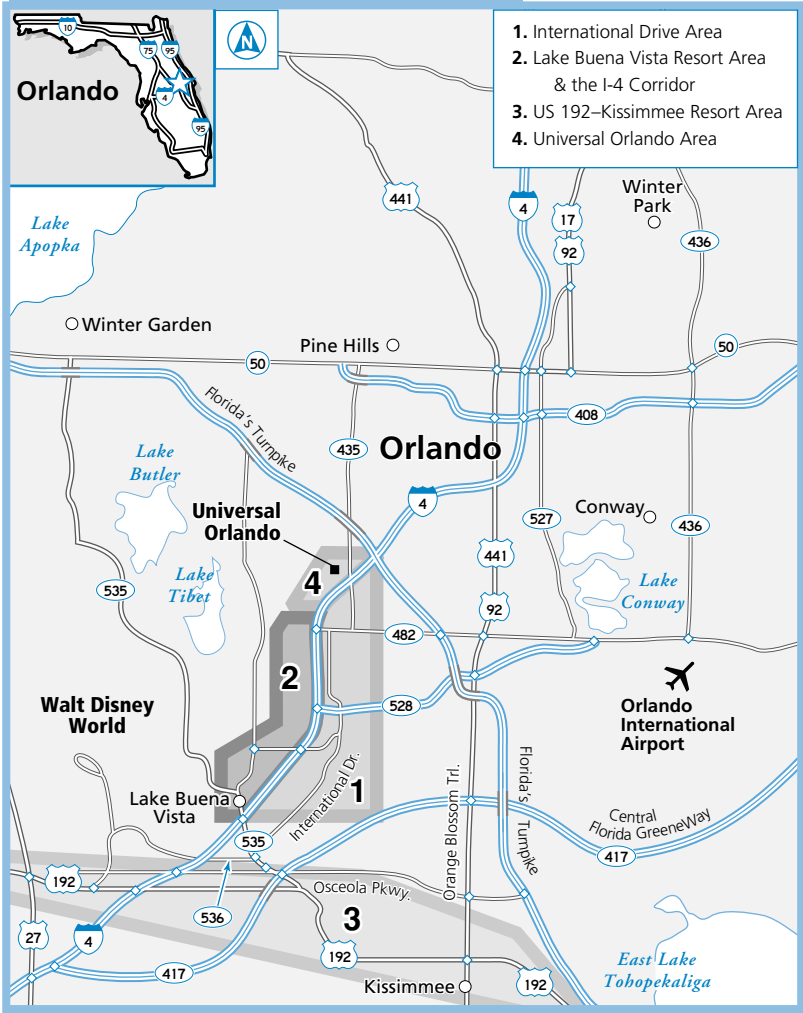 10
75
95
Orlando
4
95
N
1. International Drive Area
2. Lake Buena Vista Resort Area
& the I-4 Corridor
3. US 192–Kissimmee Resort Area
4. Universal Orlando Area
Winter
Park
441
4
17
92
436
Lake
Apopka
Winter Garden
Pine Hills
50
50
Florida's Turnpike
408
435
Orlando
Lake
Butler
4
Universal
Orlando
Conway
527
436
441
4
Lake
Tibet
535
Lake
Conway
92
482
2
Walt Disney
World
528
Orlando
International
Airport
International Dr.
1
Orange Blossom Trl.
Florida's
Turnpike
Lake Buena
Vista
535
Central
Florida GreeneWay
417
192
Osceola Pkwy.
536
3
27
4
192
417
Kissimmee
192
East Lake
Tohopekaliga